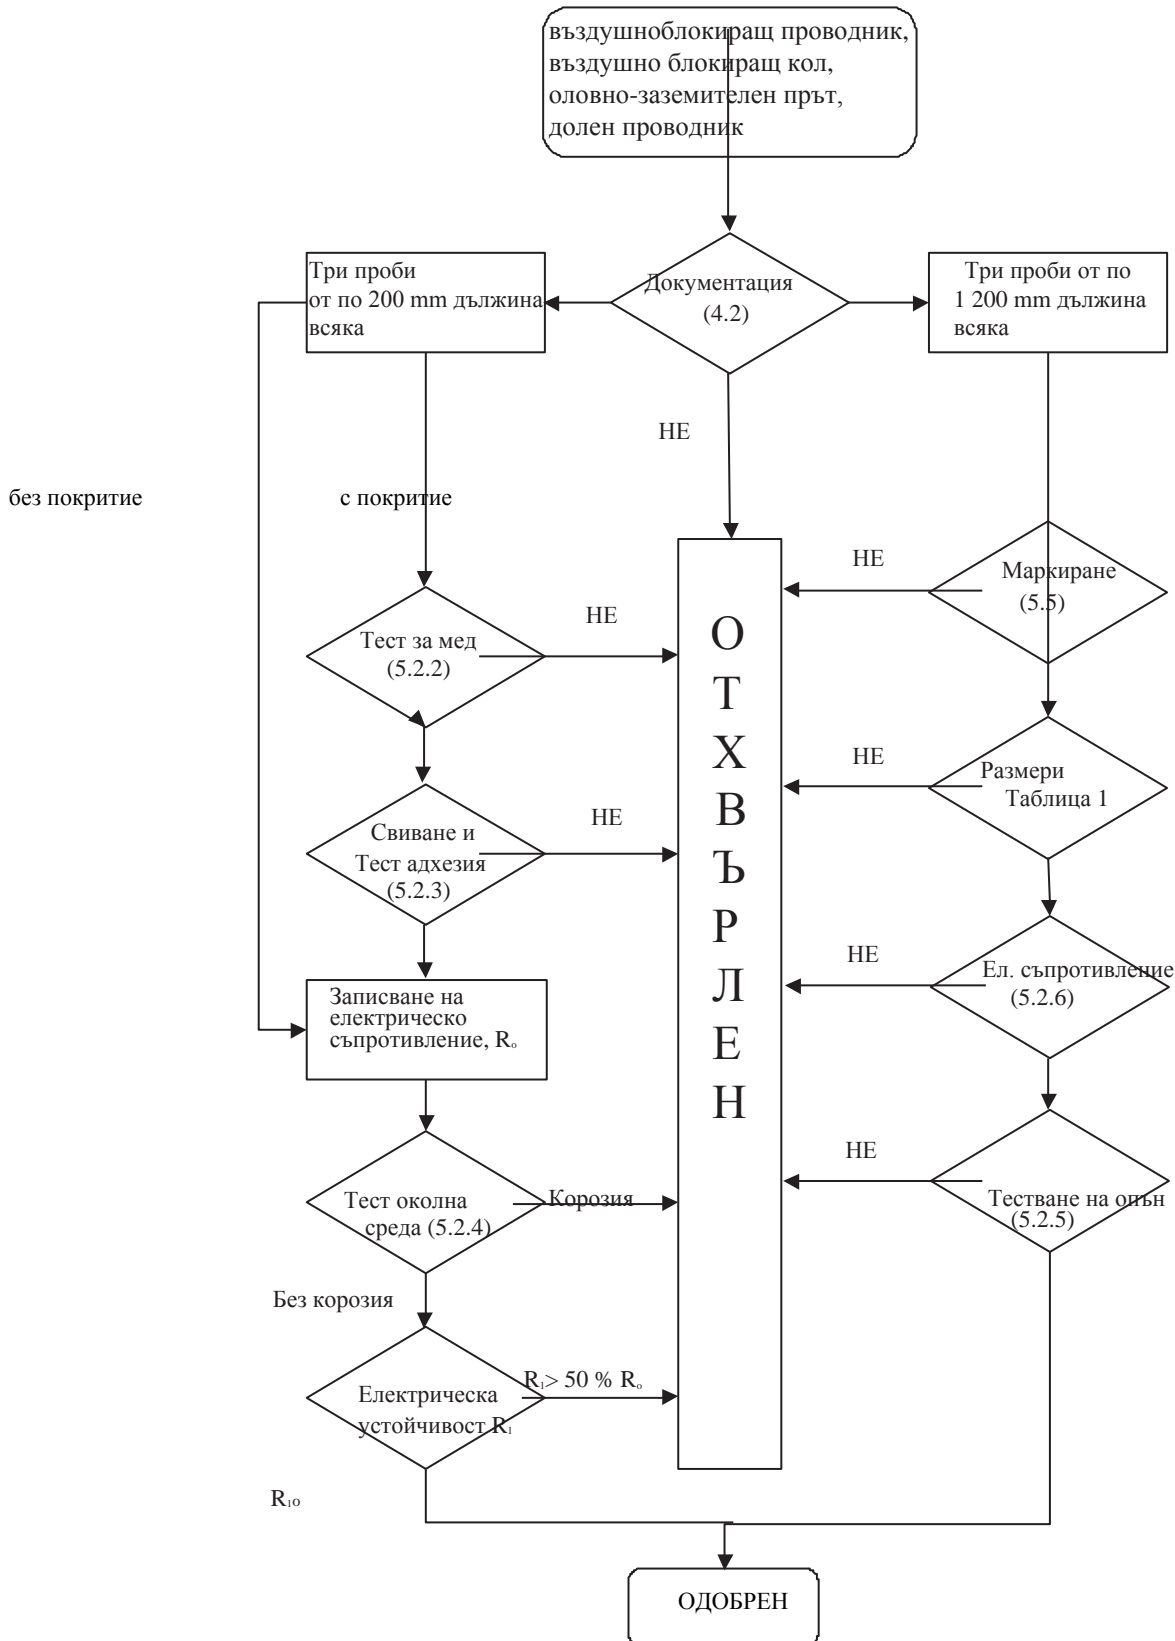 въздушноблокиращ проводник,
въздушно блокиращ кол,
оловно-заземителен прът,
долен проводник
Три проби
от по 200 mm дължина
всяка
Документация
(4.2)
Три проби от по
1 200 mm дължина
всяка
НЕ
без покритие
с покритие
НЕ
Маркиране
(5.5)
НЕ
Тест за мед
(5.2.2)
О
Т
Х
В
Ъ
Р
Л
Е
Н
НЕ
Размери
Таблица 1
НЕ
Свиване и
Тест адхезия
(5.2.3)
НЕ
Ел. съпротивление
(5.2.6)
Записване на
електрическо
съпротивление, Rₒ
НЕ
Тестване на опън
(5.2.5)
Тест околна
среда (5.2.4)
Корозия
Без корозия
R₁> 50 % Rₒ
Електрическа
устойчивост R₁
R₁ₒ
ОДОБРЕН